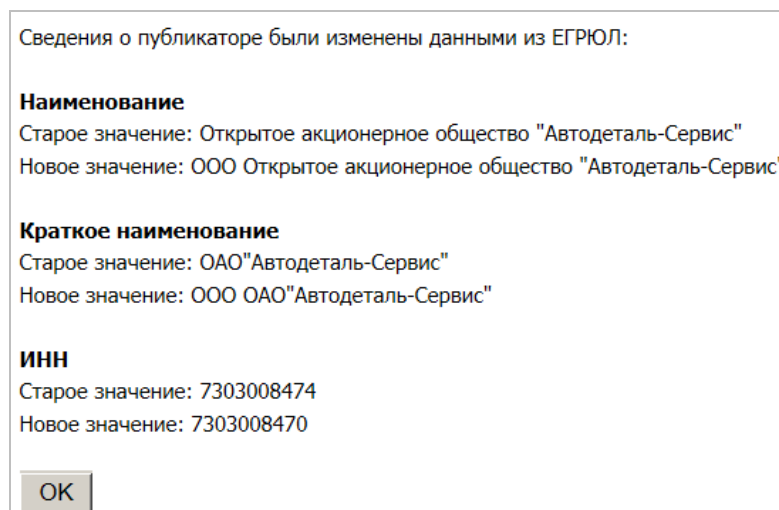 Сведения о публикаторе были изменены данными из ЕГРЮЛ:
Наименование
Старое значение: Открытое акционерное общество "Автодеталь-Сервис"
Новое значение: ООО Открытое акционерное общество "Автодеталь-Сервис"
Краткое наименование
Старое значение: ОАО"Автодеталь-Сервис"
Новое значение: ООО ОАО"Автодеталь-Сервис"
ИНН
Старое значение: 7303008474
Новое значение: 7303008470
OK